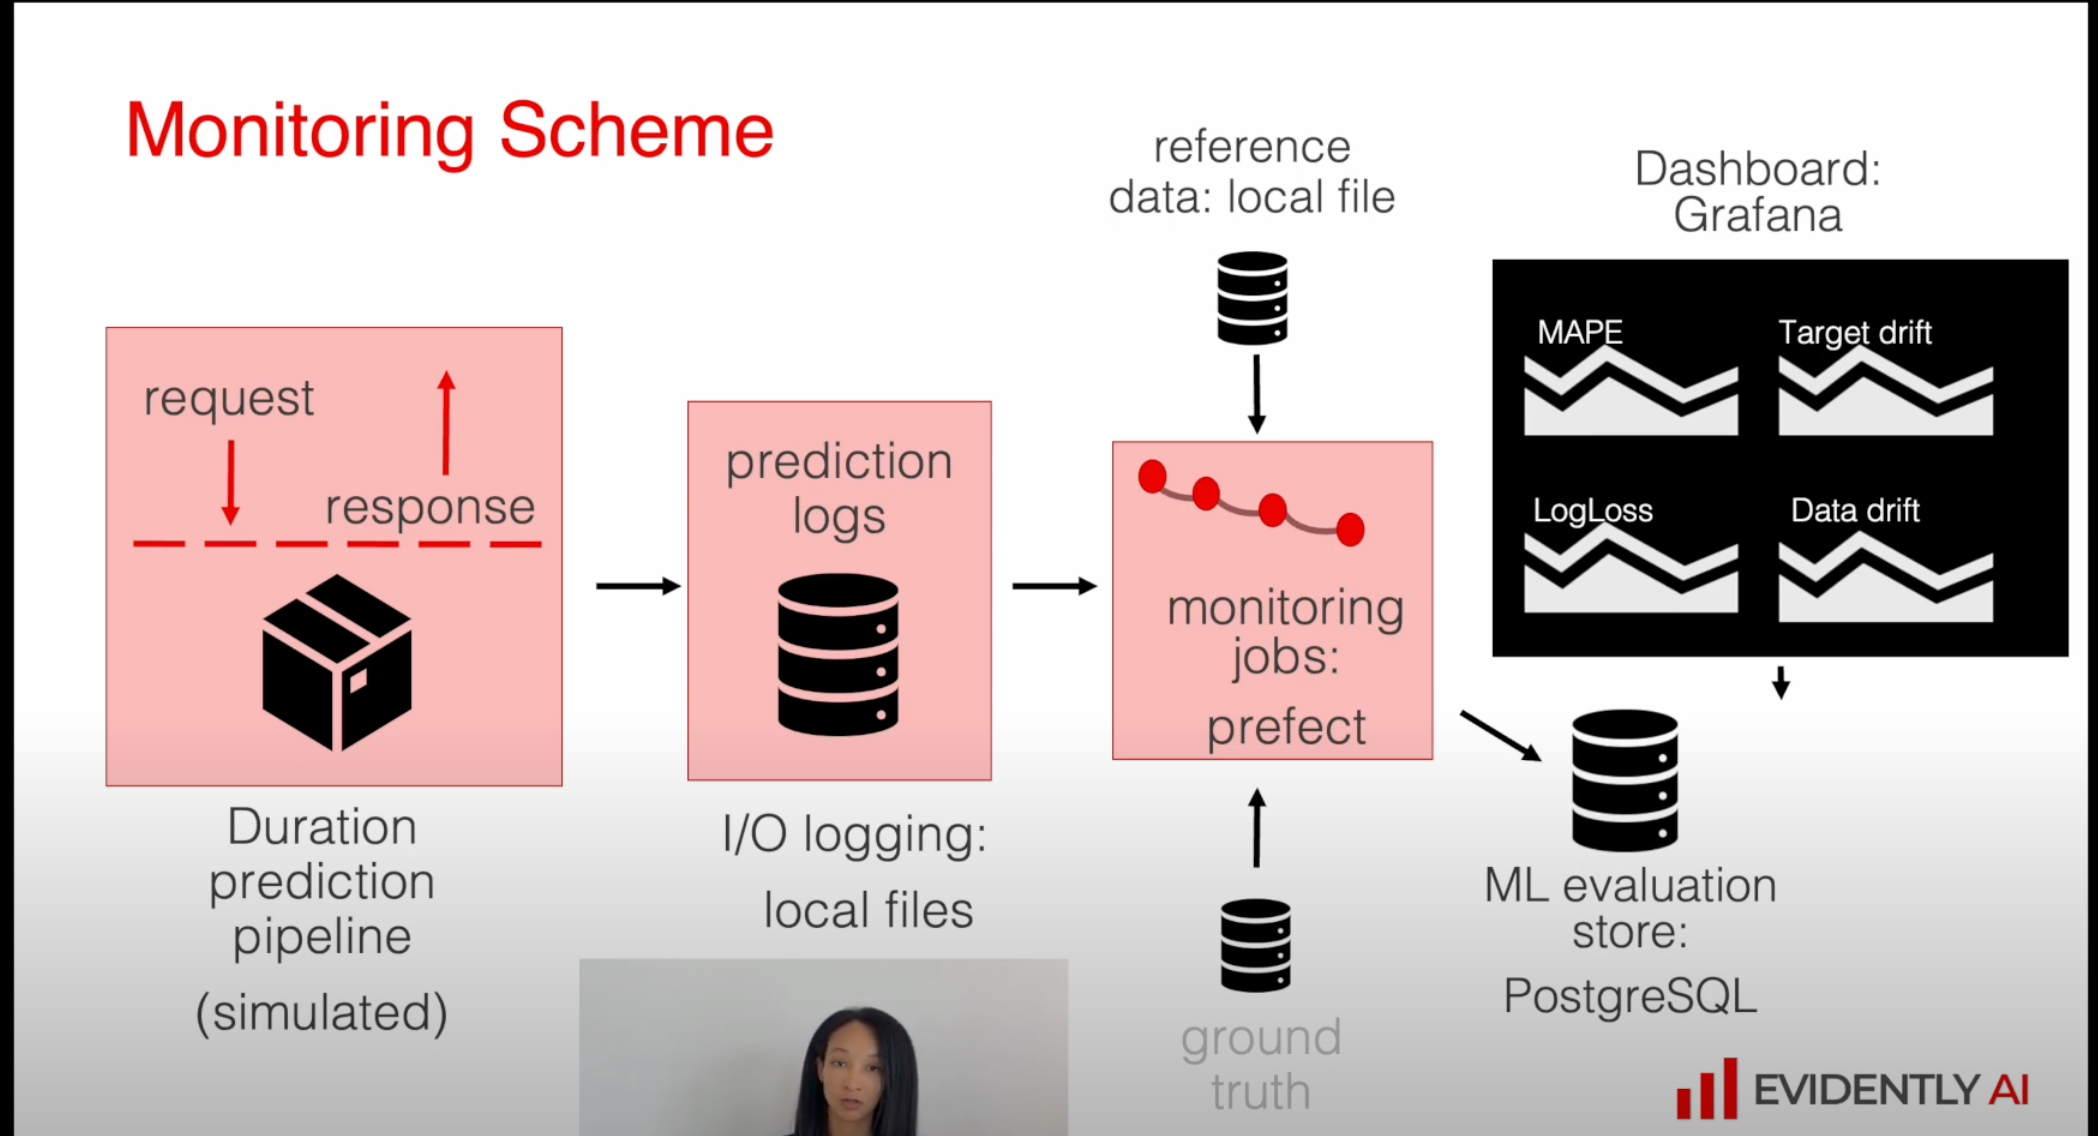 Monitoring Scheme
request
response
Duration
prediction
pipeline
(simulated)
prediction
logs
I/O logging:
local files
reference
data: local file
monitoring
jobs:
prefect
ground
truth
Dashboard:
Grafana
MAPE
Target drift
LogLoss
Data drift
ML evaluation
store:
PostgreSQL
EVIDENTLY AI